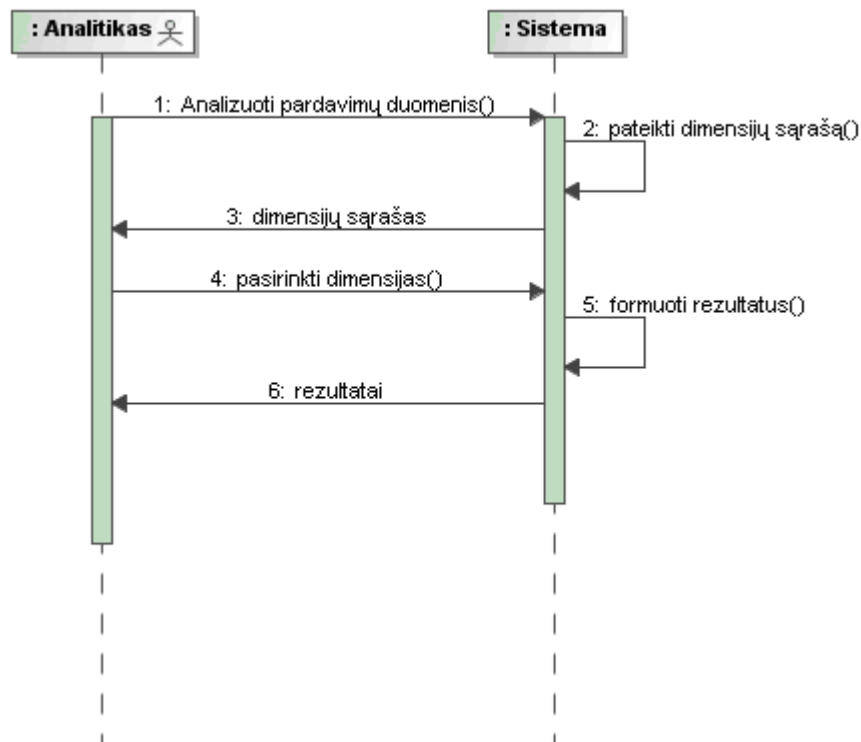 : Analitikas
: Sistema
1: Analizuoti pardavimų duomenis()
2: pateikti dimensijų sąrašą()
3: dimensijų sąrašas
4: pasirinkti dimensijas()
5: formuoti rezultatus()
6: rezultatai